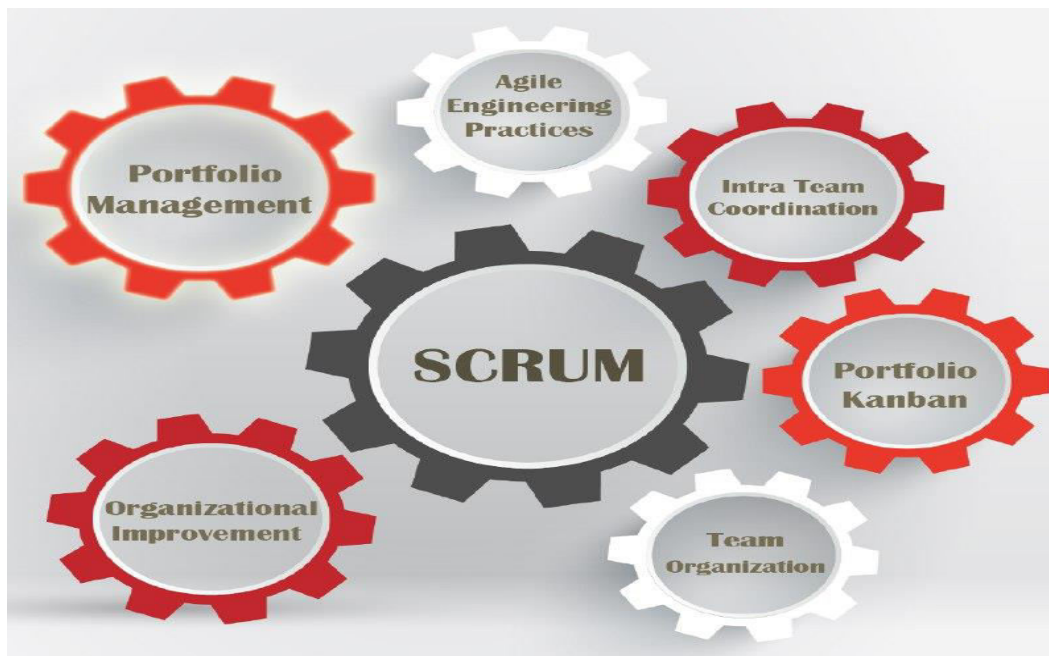 Agile
Engineering
Practices
Portfolio
Management
Intra Team
Coordination
SCRUM
Portfolio
Kanban
Organizational
Improvement
Team
Organization